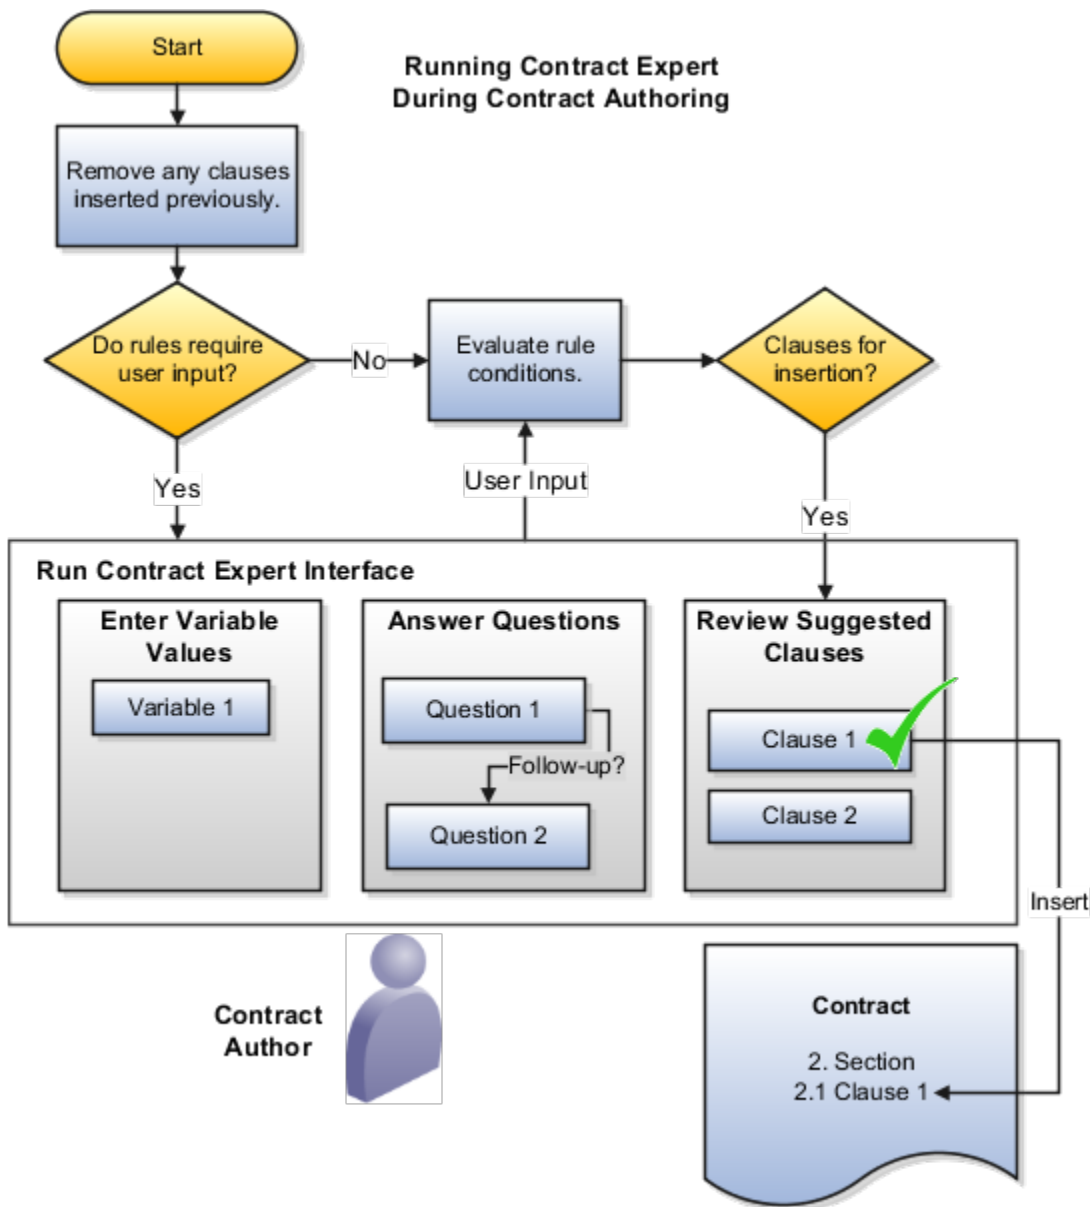 Start
Running Contract Expert
During Contract Authoring
Remove any clauses
inserted previously.
Do rules require
user input?
No
Evaluate rule
conditions.
Clauses for
insertion?
Yes
User Input
Yes
Run Contract Expert Interface
Enter Variable
Values
Variable 1
Answer Questions
Question 1
Follow-up?
Question 2
Review Suggested
Clauses
Clause 1
Clause 2
Insert
Contract
Author
Contract
2. Section
2.1 Clause 1